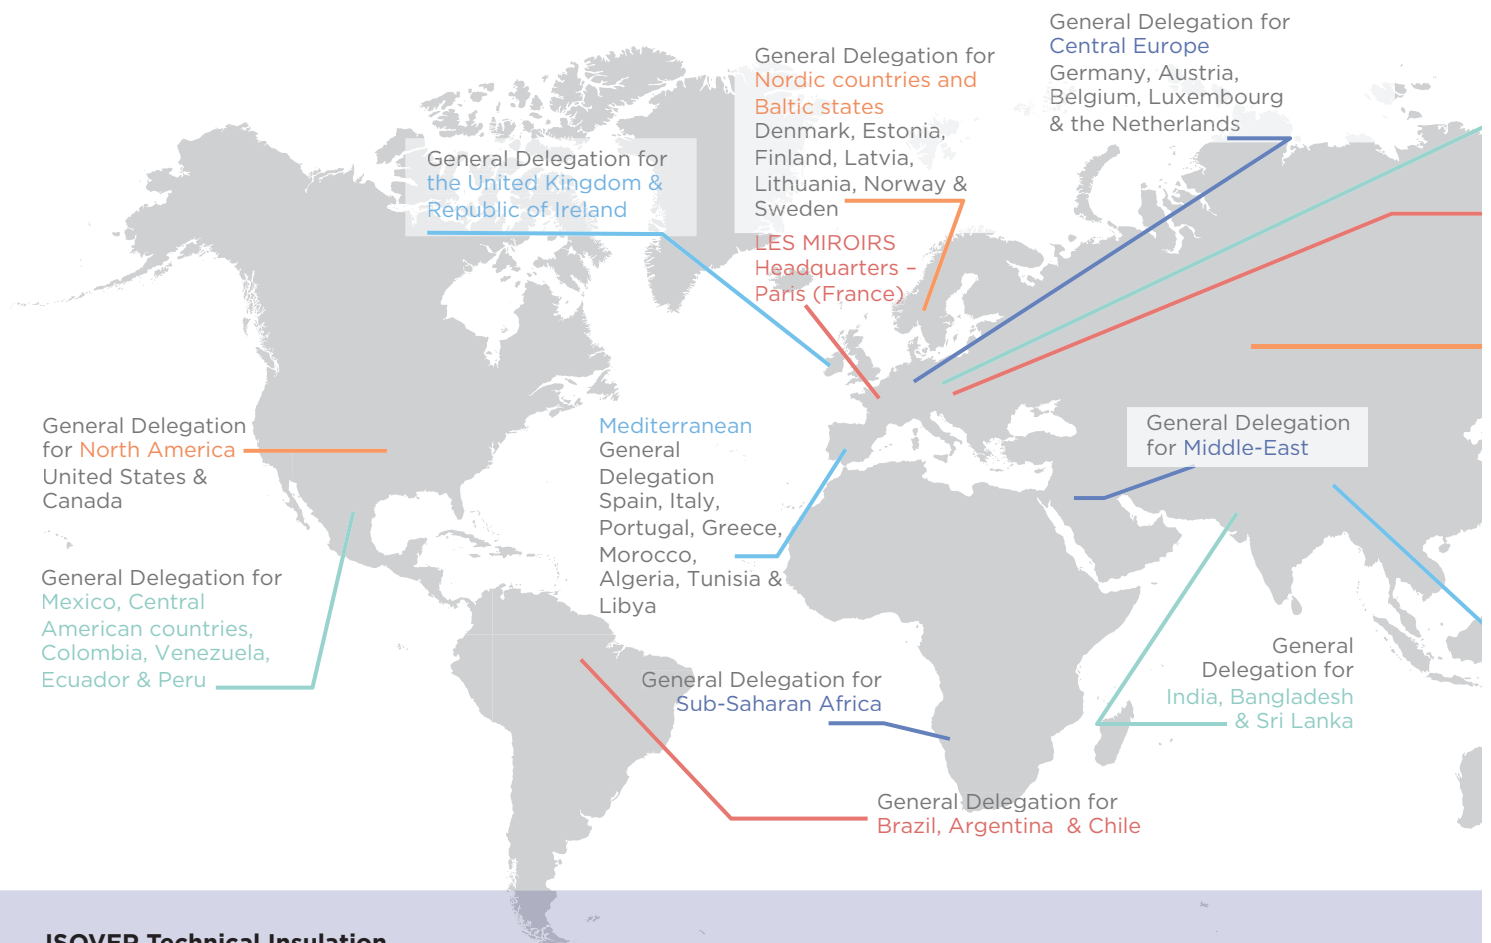 General Delegation for
Central Europe
Germany, Austria,
Belgium, Luxembourg
& the Netherlands
General Delegation for
Nordic countries and
Baltic states
Denmark, Estonia,
Finland, Latvia,
Lithuania, Norway &
Sweden
General Delegation for
the United Kingdom &
Republic of Ireland
LES MIROIRS
Headquarters –
Paris (France)
General Delegation
for North America
United States &
Canada
Mediterranean
General
Delegation
Spain, Italy,
Portugal, Greece,
Morocco,
Algeria, Tunisia &
Libya
General Delegation
for Middle-East
General Delegation for
Mexico, Central
American countries,
Colombia, Venezuela,
Ecuador & Peru
General Delegation for
Sub-Saharan Africa
General
Delegation for
India, Bangladesh
& Sri Lanka
General Delegation for
Brazil, Argentina & Chile
ISOVER Technical Insulation